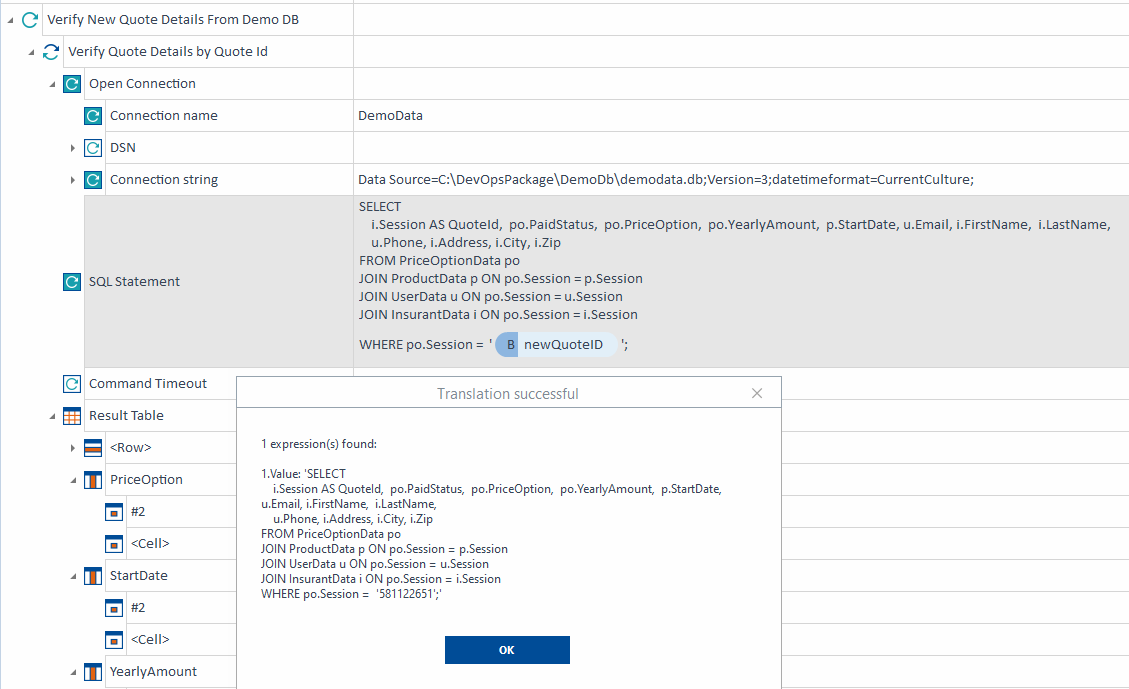 Verify New Quote Details From Demo DB
Verify Quote Details by Quote Id
Open Connection
Connection name DemoData
DSN
Connection string Data Source=C:\DevOpsPackage\DemoDb\demodata.db;Version=3;datetimeformat=CurrentCulture;
SQL Statement
SELECT
i.Session AS QuoteId, po.PaidStatus, po.PriceOption, po.YearlyAmount, p.StartDate, u.Email, i.FirstName, i.LastName,
u.Phone, i.Address, i.City, i.Zip
FROM PriceOptionData po
JOIN ProductData p ON po.Session = p.Session
JOIN UserData u ON po.Session = u.Session
JOIN InsurantData i ON po.Session = i.Session
WHERE po.Session = ' B newQuoteID ';
Command Timeout
Result Table
<Row>
PriceOption
#2
<Cell>
StartDate
#2
<Cell>
YearlyAmount
Translation successful
1 expression(s) found:
1.Value: 'SELECT
i.Session AS QuoteId, po.PaidStatus, po.PriceOption, po.YearlyAmount, p.StartDate,
u.Email, i.FirstName, i.LastName,
u.Phone, i.Address, i.City, i.Zip
FROM PriceOptionData po
JOIN ProductData p ON po.Session = p.Session
JOIN UserData u ON po.Session = u.Session
JOIN InsurantData i ON po.Session = i.Session
WHERE po.Session = '581122651';'
OK